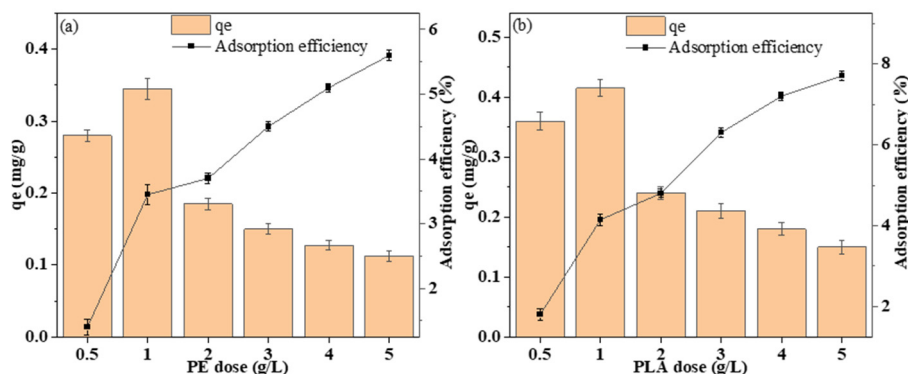 (a)
qe
Adsorption efficiency
0.4
0.3
0.2
0.1
0.0
qe (mg/g)
6
5
4
3
2
Adsorption efficiency (%)
0.5 1 2 3 4 5
PE dose (g/L)
(b)
qe
Adsorption efficiency
0.5
0.4
0.3
0.2
0.1
0.0
qe (mg/g)
8
6
4
2
Adsorption efficiency (%)
0.5 1 2 3 4 5
PLA dose (g/L)